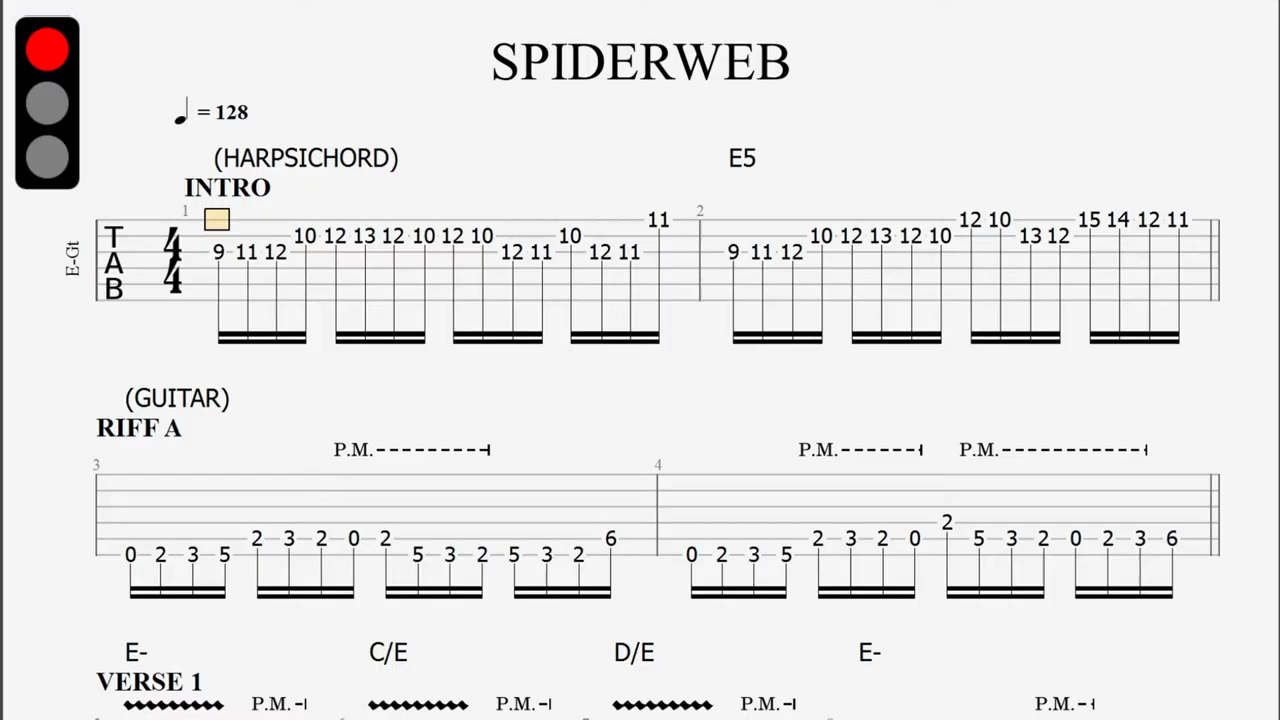 SPIDERWEB
= 128
(HARPSICHORD) E5
INTRO
1 2
11 12 10 15 14 12 11
10 12 13 12 10 12 10 10 10 12 13 12 10 13 12
9 11 12 12 11 12 11 9 11 12
E-Gt
TAB
4
4
(GUITAR)
RIFF A
P.M. P.M. P.M.
3 4
2
2 3 2 0 2 6 2 3 2 0 5 3 2 0 2 3 6
0 2 3 5 5 3 2 5 3 2 0 2 3 5
E- C/E D/E E-
VERSE 1
P.M. P.M. P.M. P.M.